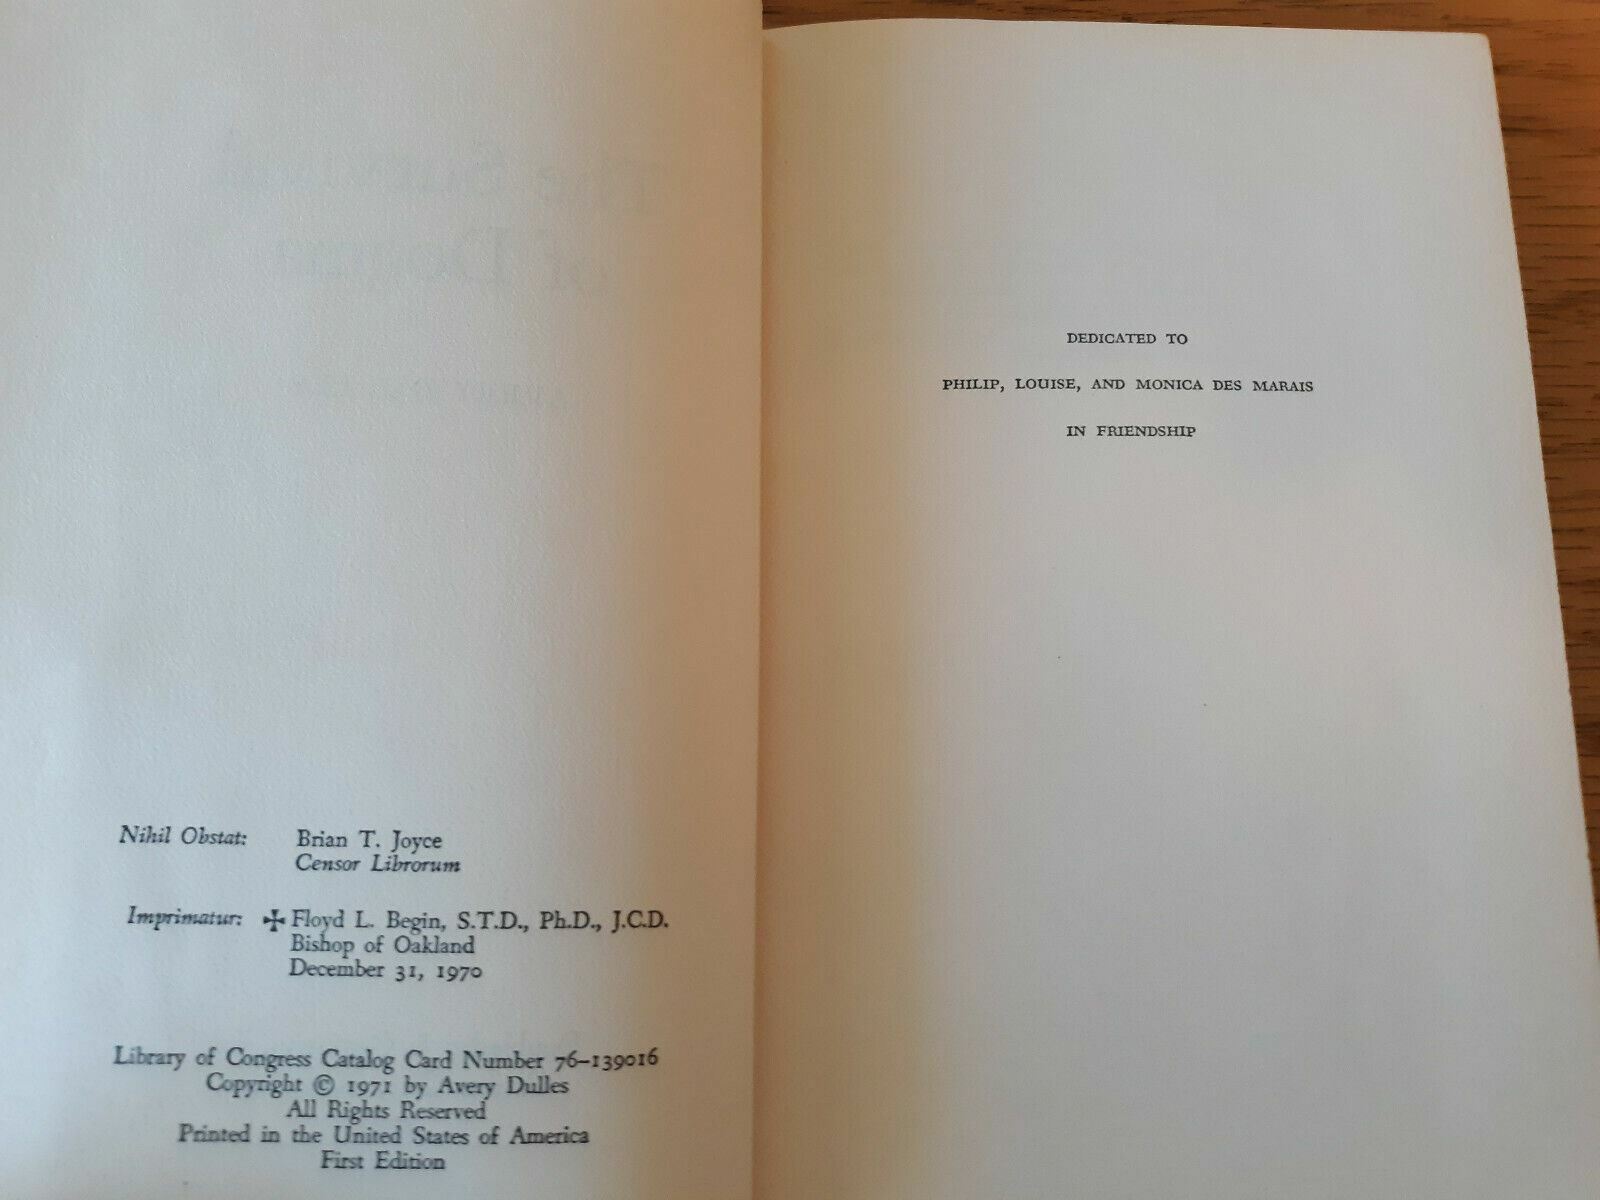 Nihil Obstat: Brian T. Joyce
Censor Librorum
Imprimatur: ✢ Floyd L. Begin, S.T.D., Ph.D., J.C.D.
Bishop of Oakland
December 31, 1970
Library of Congress Catalog Card Number 76–139016
Copyright © 1971 by Avery Dulles
All Rights Reserved
Printed in the United States of America
First Edition
DEDICATED TO
PHILIP, LOUISE, AND MONICA DES MARAIS
IN FRIENDSHIP